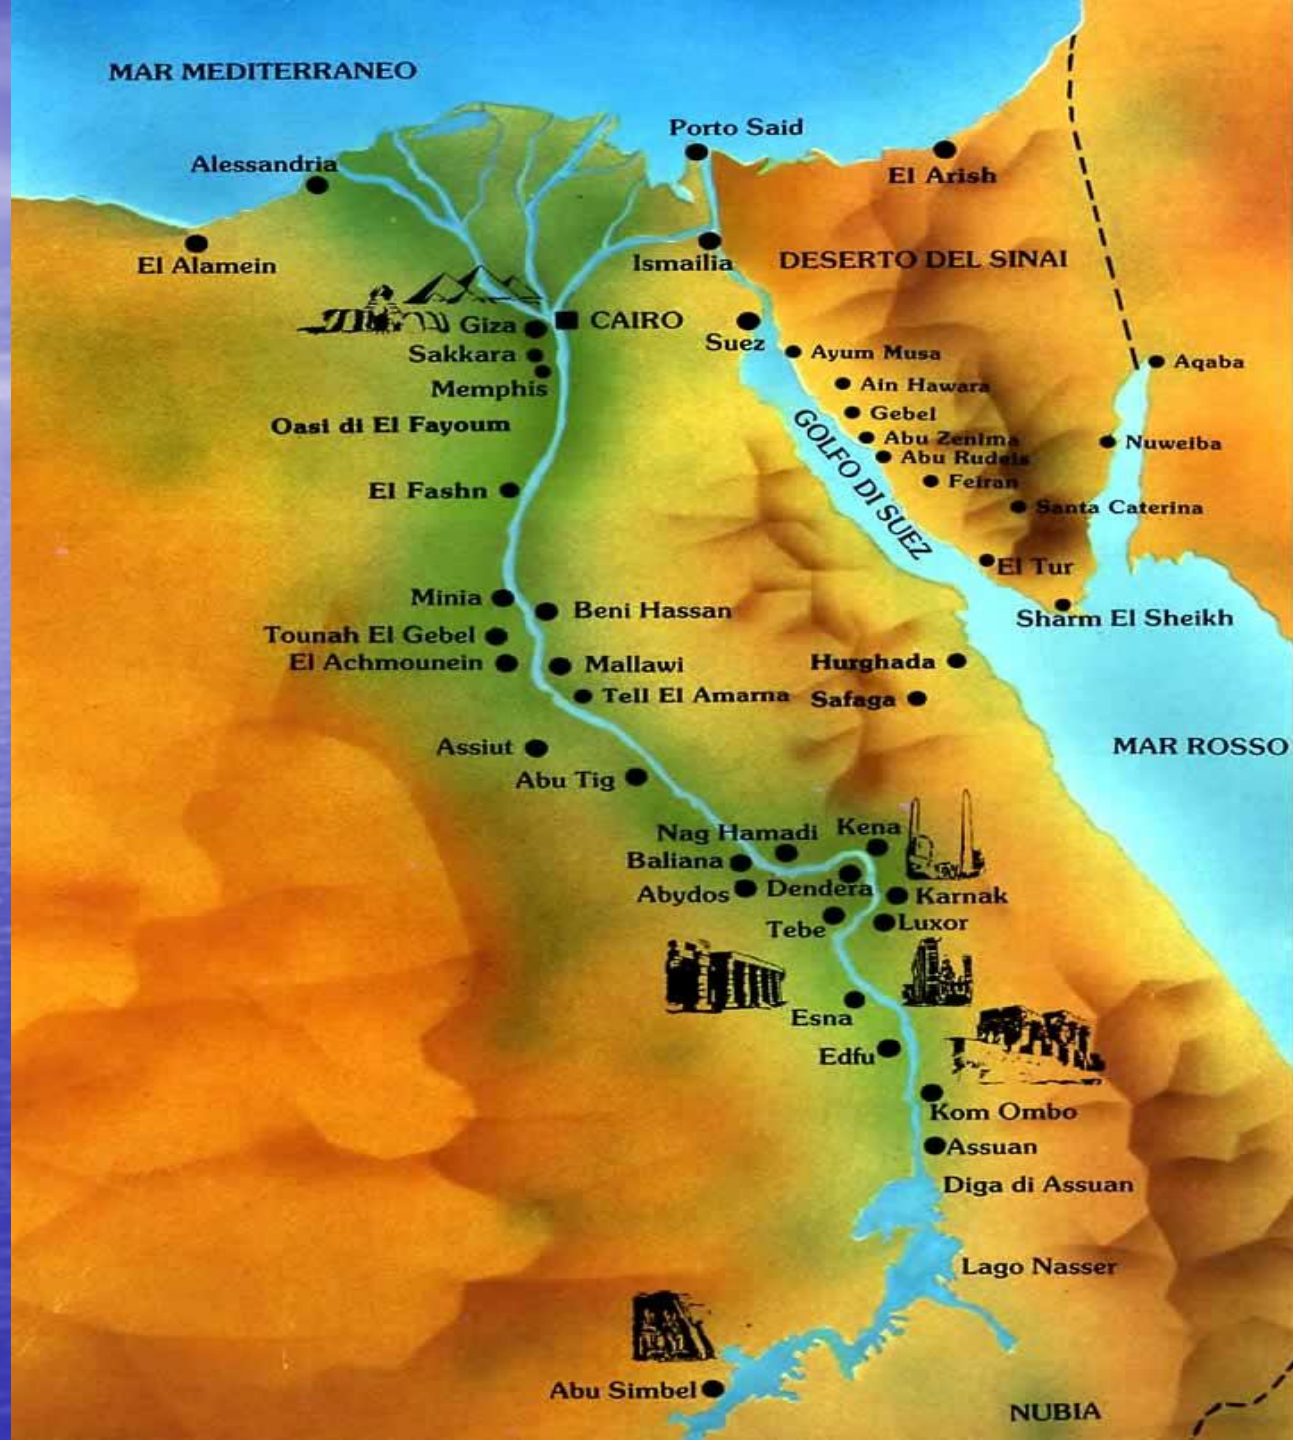 MAR MEDITERRANEO
Porto Said
Alessandria
El Arish
El Alamein
Ismailia
DESERTO DEL SINAI
Giza
CAIRO
Suez
Sakkara
Ayum Musa
Aqaba
Memphis
Ain Hawara
Gebel
Oasi di El Fayoum
Abu Zenima
Nuweiba
Abu Rudeis
GOLFO DI SUEZ
Feiran
El Fashn
Santa Caterina
El Tur
Minia
Beni Hassan
Sharm El Sheikh
Tounah El Gebel
El Achmounein
Mallawi
Hurghada
Tell El Amarna
Safaga
Assiut
MAR ROSSO
Abu Tig
Nag Hamadi
Kena
Baliana
Abydos
Dendera
Karnak
Tebe
Luxor
Esna
Edfu
Kom Ombo
Assuan
Diga di Assuan
Lago Nasser
Abu Simbel
NUBIA